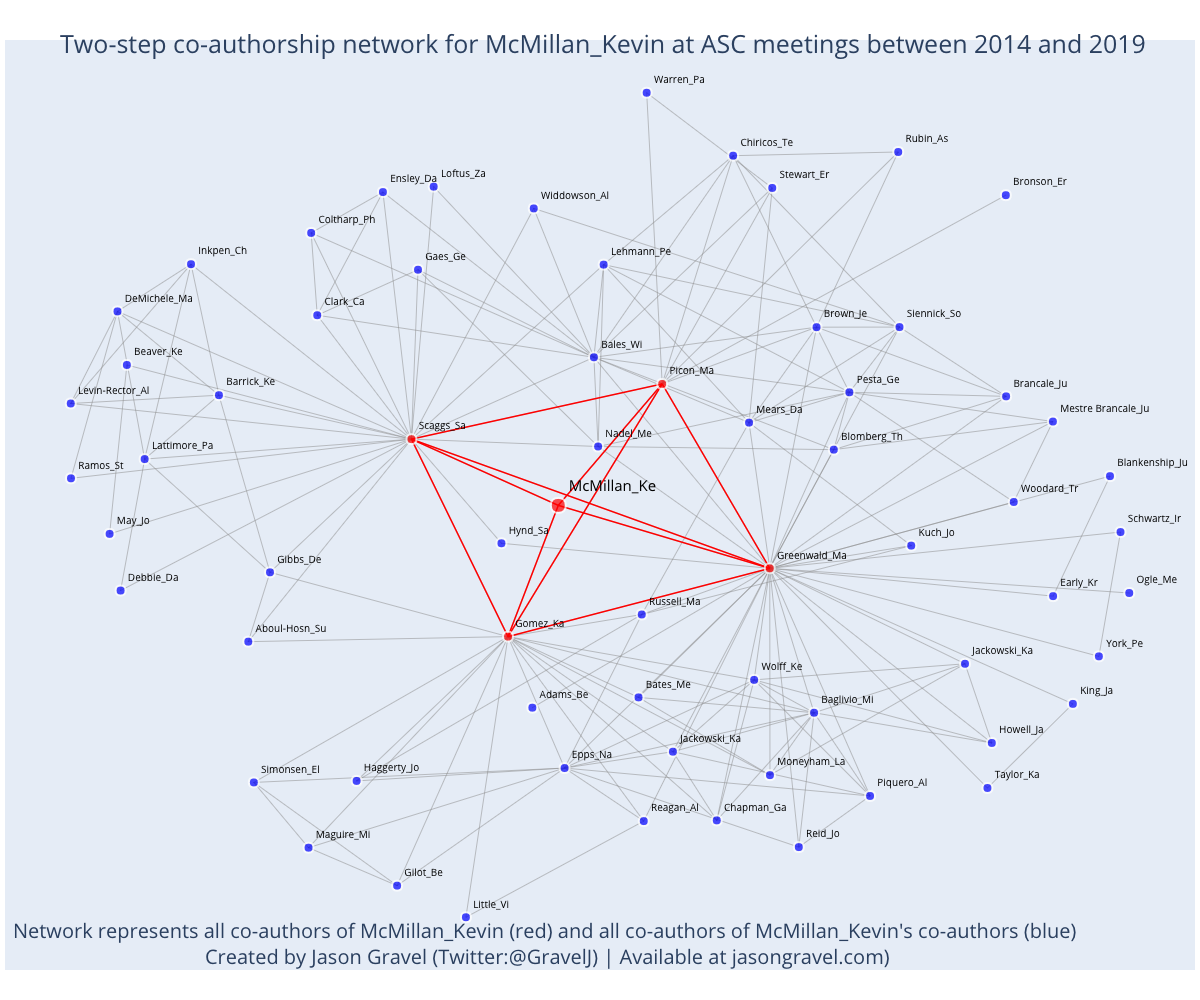 Two-step co-authorship network for McMillan_Kevin at ASC meetings between 2014 and 2019
Warren_Pa
Chiricos_Te
Rubin_As
Stewart_Er
Bronson_Er
Ensley_Da
Loftus_Za
Widdowson_Al
Coltharp_Ph
Inkpen_Ch
Gaes_Ge
Lehmann_Pe
DeMichele_Ma
Clark_Ca
Brown_Je
Siennick_So
Bales_Wi
Beaver_Ke
Picon_Ma
Barrick_Ke
Pesta_Ge
Brancale_Ju
Levin-Rector_Al
Mears_Da
Mestre Brancale_Ju
Scaggs_Sa
Nadel_Me
Blomberg_Th
Lattimore_Pa
Ramos_St
Blankenship_Ju
McMillan_Ke
Woodard_Tr
May_Jo
Hynd_Sa
Schwartz_Ir
Kuch_Jo
Gibbs_De
Greenwald_Ma
Debbie_Da
Early_Kr
Ogle_Me
Russell_Ma
Aboul-Hosn_Su
Gomez_Ka
York_Pe
Jackowski_Ka
Wolff_Ke
Bates_Me
King_Ja
Adams_Be
Baglivio_Mi
Howell_Ja
Jackowski_Ka
Epps_Na
Moneyham_La
Simonsen_El
Haggerty_Jo
Taylor_Ka
Piquero_Al
Reagan_Al
Chapman_Ga
Maguire_Mi
Reid_Jo
Gilot_Be
Little_Vi
Network represents all co-authors of McMillan_Kevin (red) and all co-authors of McMillan_Kevin's co-authors (blue)
Created by Jason Gravel (Twitter:@GravelJ) | Available at jasongravel.com)